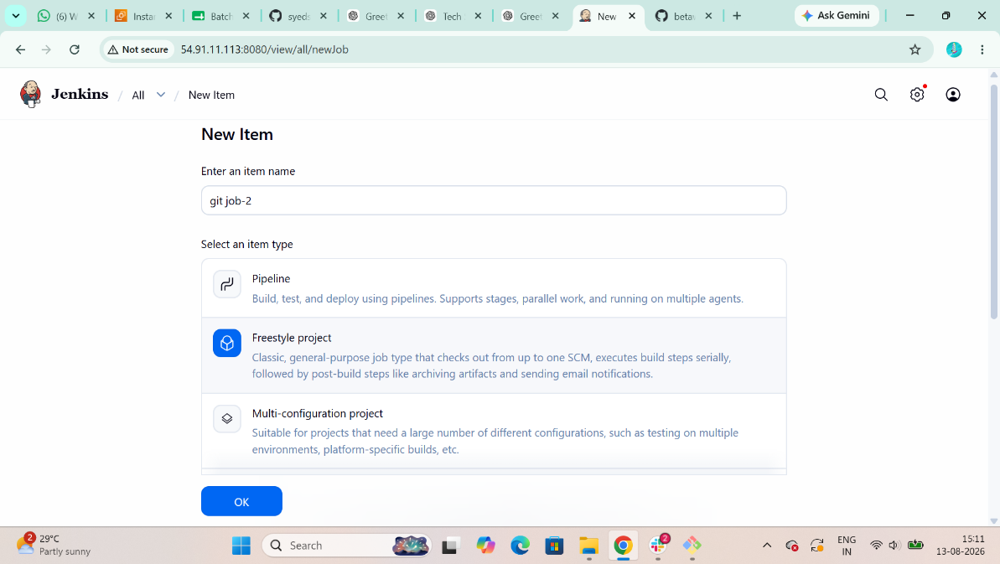 (6) W
Instan
Batch
syeds
Greet
Tech
Greet
New
betaw
Ask Gemini
Not secure
54.91.11.113:8080/view/all/newJob
Jenkins / All / New Item
New Item
Enter an item name
git job-2
Select an item type
Pipeline
Build, test, and deploy using pipelines. Supports stages, parallel work, and running on multiple agents.
Freestyle project
Classic, general-purpose job type that checks out from up to one SCM, executes build steps serially,
followed by post-build steps like archiving artifacts and sending email notifications.
Multi-configuration project
Suitable for projects that need a large number of different configurations, such as testing on multiple
environments, platform-specific builds, etc.
OK
2
29°C
Partly sunny
Search
2
ENG
IN
15:11
13-08-2026